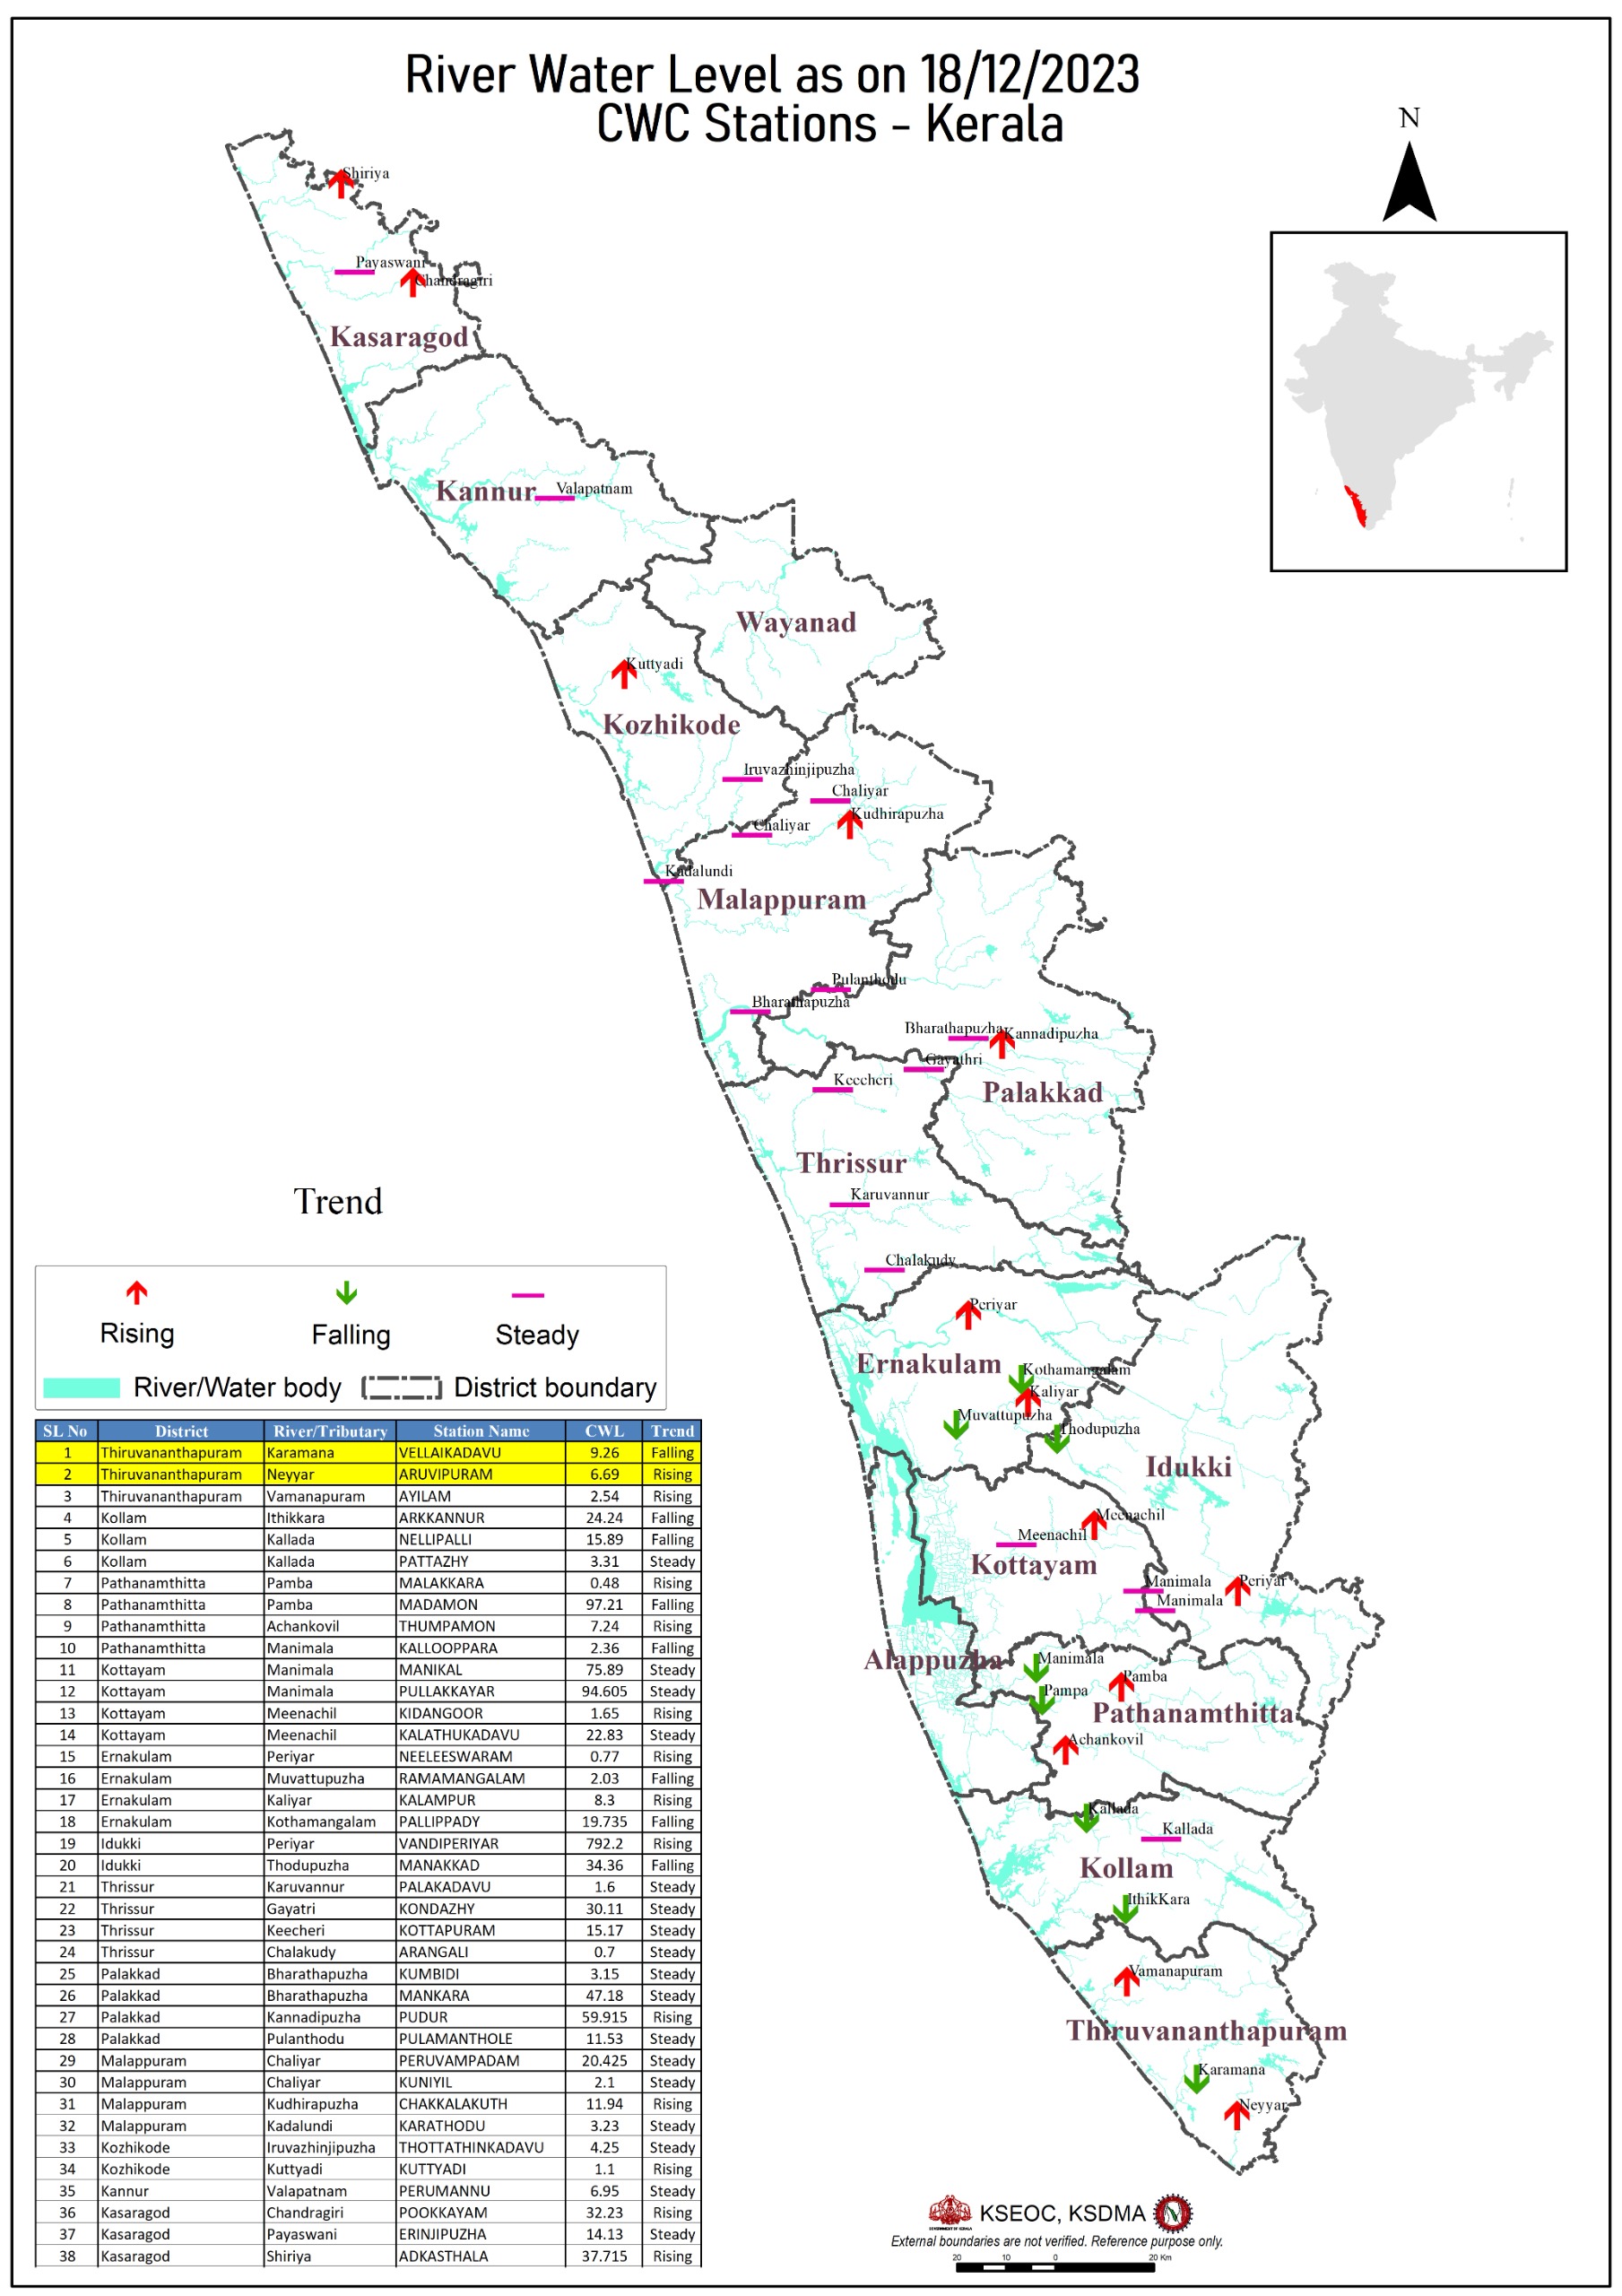 River Water Level as on 18/12/2023
CWC Stations - Kerala
N
Shiriya
Payaswani
Chandragiri
Kasaragod
Kannur
Valapatnam
Wayanad
Kuttyadi
Kozhikode
Iruvazhinjipuzha
Chaliyar
Kudhirapuzha
Chaliyar
Kadalundi
Malappuram
Pulanthodu
Bharathapuzha
Bharathapuzha
Kannadipuzha
Gayathri
Keecheri
Palakkad
Thrissur
Karuvannur
Chalakudy
Periyar
Ernakulam
Kothamangalam
Kaliyar
Muvattupuzha
Thodupuzha
Idukki
Meenachil
Meenachil
Kottayam
Manimala
Periyar
Manimala
Alappuzha
Manimala
Pamba
Pampa
Pathanamthitta
Achankovil
Kallada
Kallada
Kollam
IthikKara
Vamanapuram
Thiruvananthapuram
Karamana
Neyyar
Trend
Rising Falling Steady
River/Water body District boundary
SL No District River/Tributary Station Name CWL Trend
1 Thiruvananthapuram Karamana VELLAIKADAVU 9.26 Falling
2 Thiruvananthapuram Neyyar ARUVIPURAM 6.69 Rising
3 Thiruvananthapuram Vamanapuram AYILAM 2.54 Rising
4 Kollam Ithikkara ARKKANNUR 24.24 Falling
5 Kollam Kallada NELLIPALLI 15.89 Falling
6 Kollam Kallada PATTAZHY 3.31 Steady
7 Pathanamthitta Pamba MALAKKARA 0.48 Rising
8 Pathanamthitta Pamba MADAMON 97.21 Falling
9 Pathanamthitta Achankovil THUMPAMON 7.24 Rising
10 Pathanamthitta Manimala KALLOOPPARA 2.36 Falling
11 Kottayam Manimala MANIKAL 75.89 Steady
12 Kottayam Manimala PULLAKKAYAR 94.605 Steady
13 Kottayam Meenachil KIDANGOOR 1.65 Rising
14 Kottayam Meenachil KALATHUKADAVU 22.83 Steady
15 Ernakulam Periyar NEELEESWARAM 0.77 Rising
16 Ernakulam Muvattupuzha RAMAMANGALAM 2.03 Falling
17 Ernakulam Kaliyar KALAMPUR 8.3 Rising
18 Ernakulam Kothamangalam PALLIPPADY 19.735 Falling
19 Idukki Periyar VANDIPERIYAR 792.2 Rising
20 Idukki Thodupuzha MANAKKAD 34.36 Falling
21 Thrissur Karuvannur PALAKADAVU 1.6 Steady
22 Thrissur Gayatri KONDAZHY 30.11 Steady
23 Thrissur Keecheri KOTTAPURAM 15.17 Steady
24 Thrissur Chalakudy ARANGALI 0.7 Steady
25 Palakkad Bharathapuzha KUMBIDI 3.15 Steady
26 Palakkad Bharathapuzha MANKARA 47.18 Steady
27 Palakkad Kannadipuzha PUDUR 59.915 Rising
28 Palakkad Pulanthodu PULAMANTHOLE 11.53 Steady
29 Malappuram Chaliyar PERUVAMPADAM 20.425 Steady
30 Malappuram Chaliyar KUNIYIL 2.1 Steady
31 Malappuram Kudhirapuzha CHAKKALAKUTH 11.94 Rising
32 Malappuram Kadalundi KARATHODU 3.23 Steady
33 Kozhikode Iruvazhinjipuzha THOTTATHINKADAVU 4.25 Steady
34 Kozhikode Kuttyadi KUTTYADI 1.1 Rising
35 Kannur Valapatnam PERUMANNU 6.95 Steady
36 Kasaragod Chandragiri POOKKAYAM 32.23 Rising
37 Kasaragod Payaswani ERINJIPUZHA 14.13 Steady
38 Kasaragod Shiriya ADKASTHALA 37.715 Rising
KSEOC, KSDMA
External boundaries are not verified. Reference purpose only.
20 10 0 20 Km